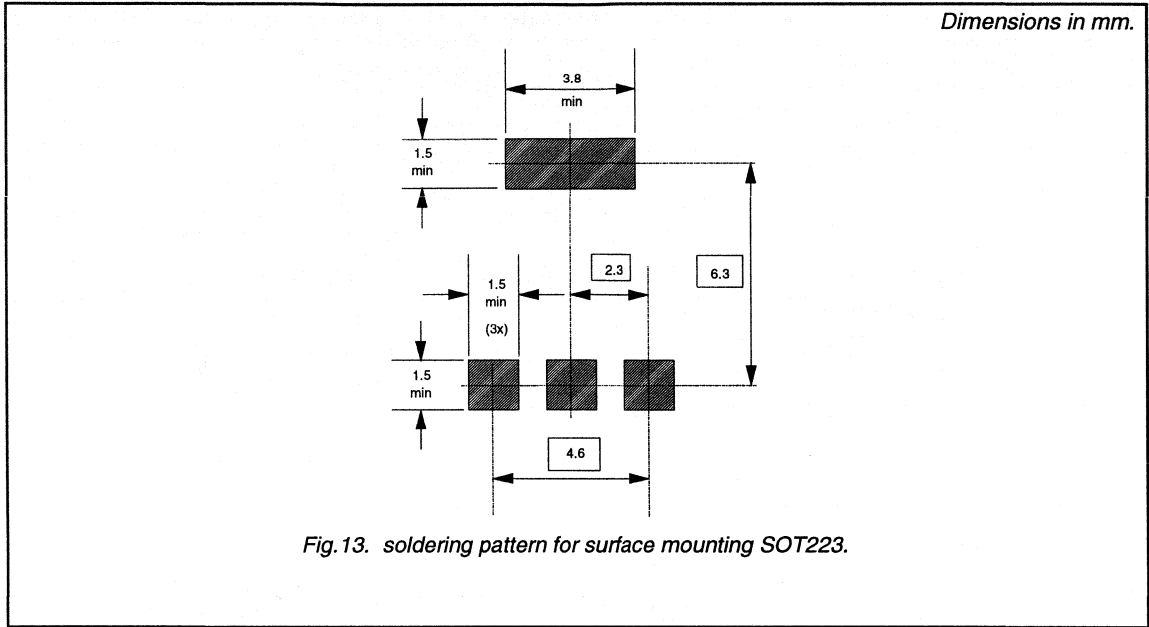 Dimensions in mm.
3.8
min
1.5
min
2.3
6.3
1.5
min
(3x)
1.5
min
4.6
Fig.13. soldering pattern for surface mounting SOT223.